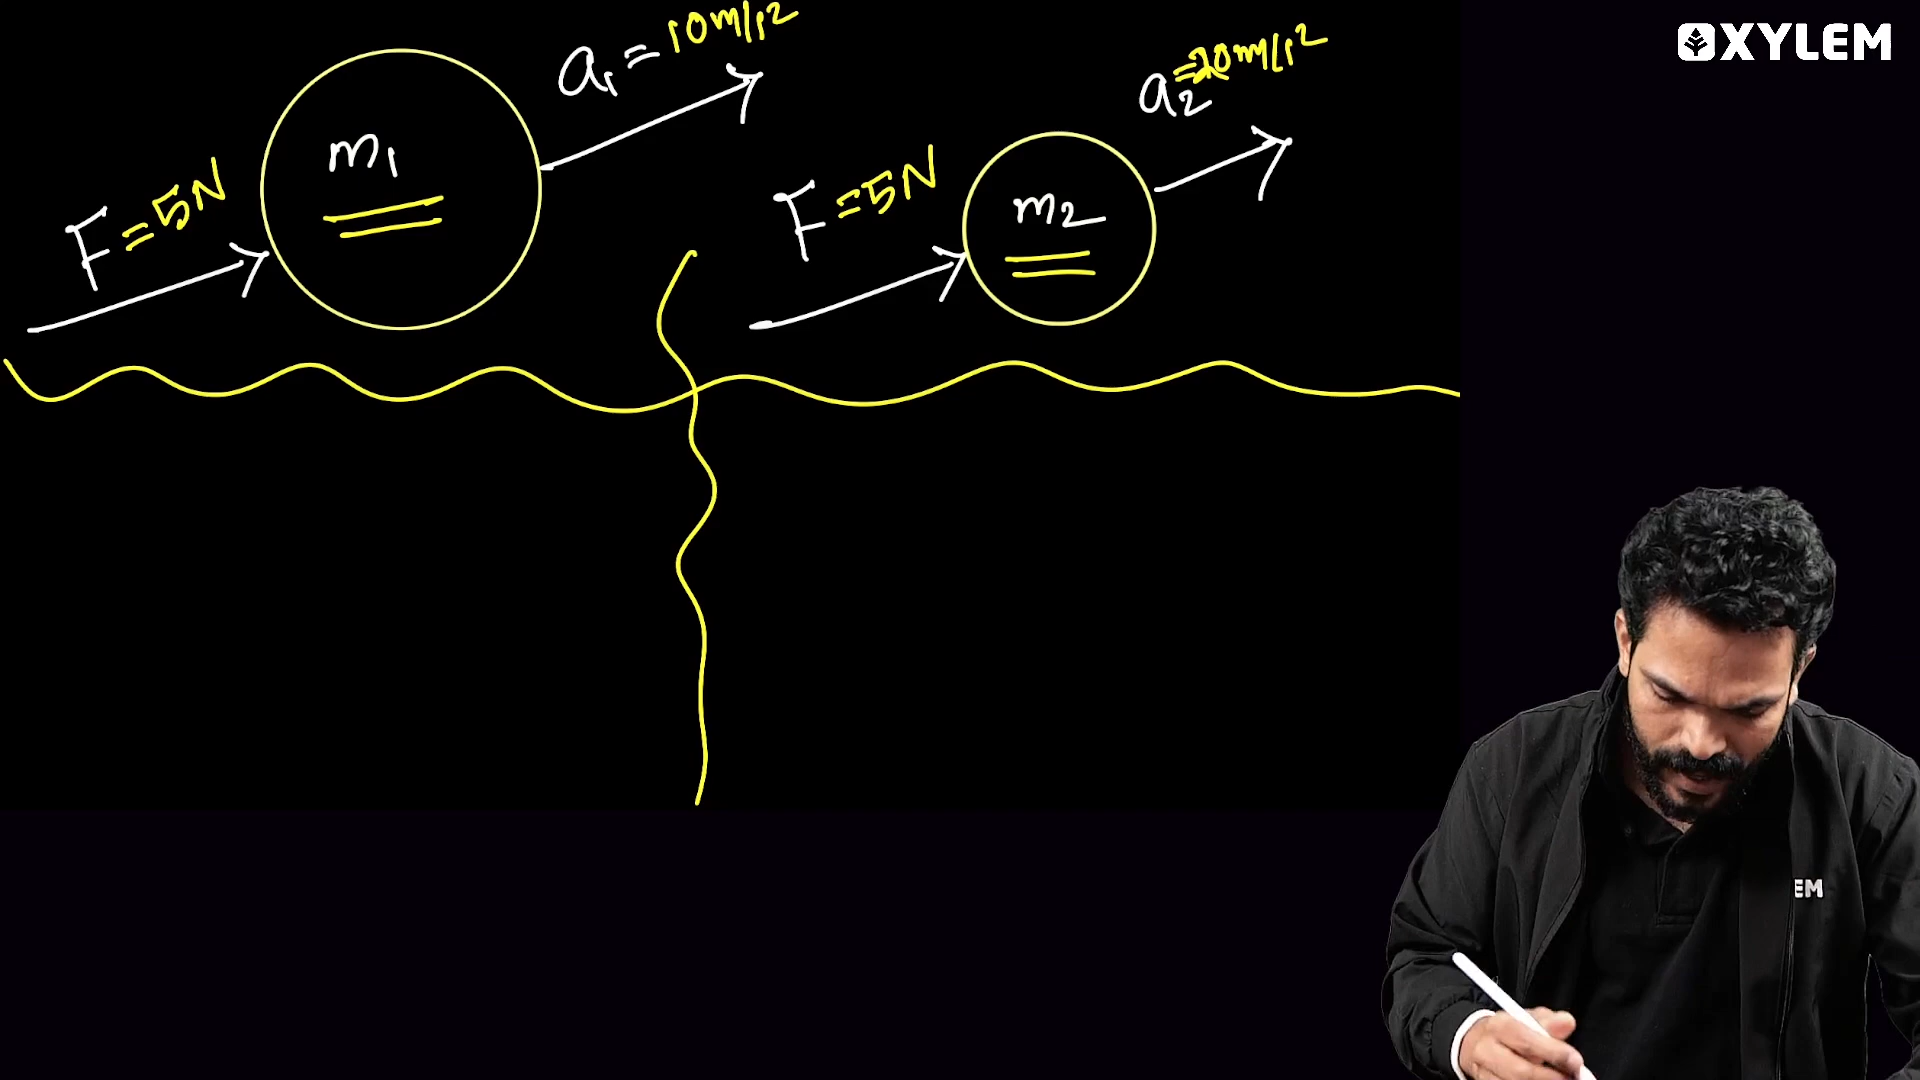 a₁ = 10m/s²
a₂ = 20m/s²
XYLEM
m₁
F = 5N
F = 5N
m₂
EM